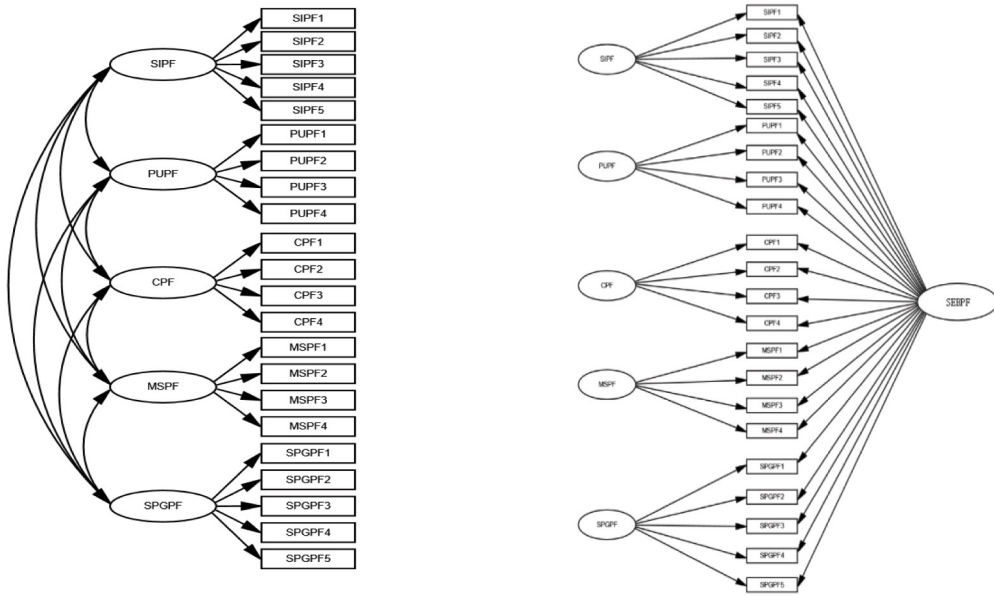 SIPF
SIPF1
SIPF2
SIPF3
SIPF4
SIPF5
PUPF
PUPF1
PUPF2
PUPF3
PUPF4
CPF
CPF1
CPF2
CPF3
CPF4
MSPF
MSPF1
MSPF2
MSPF3
MSPF4
SPGPF
SPGPF1
SPGPF2
SPGPF3
SPGPF4
SPGPF5
SIPF
SIPF1
SIPF2
SIPF3
SIPF4
SIPF5
PUPF
PUPF1
PUPF2
PUPF3
PUPF4
CPF
CPF1
CPF2
CPF3
CPF4
MSPF
MSPF1
MSPF2
MSPF3
MSPF4
SPGPF
SPGPF1
SPGPF2
SPGPF3
SPGPF4
SPGPF5
SEBPF